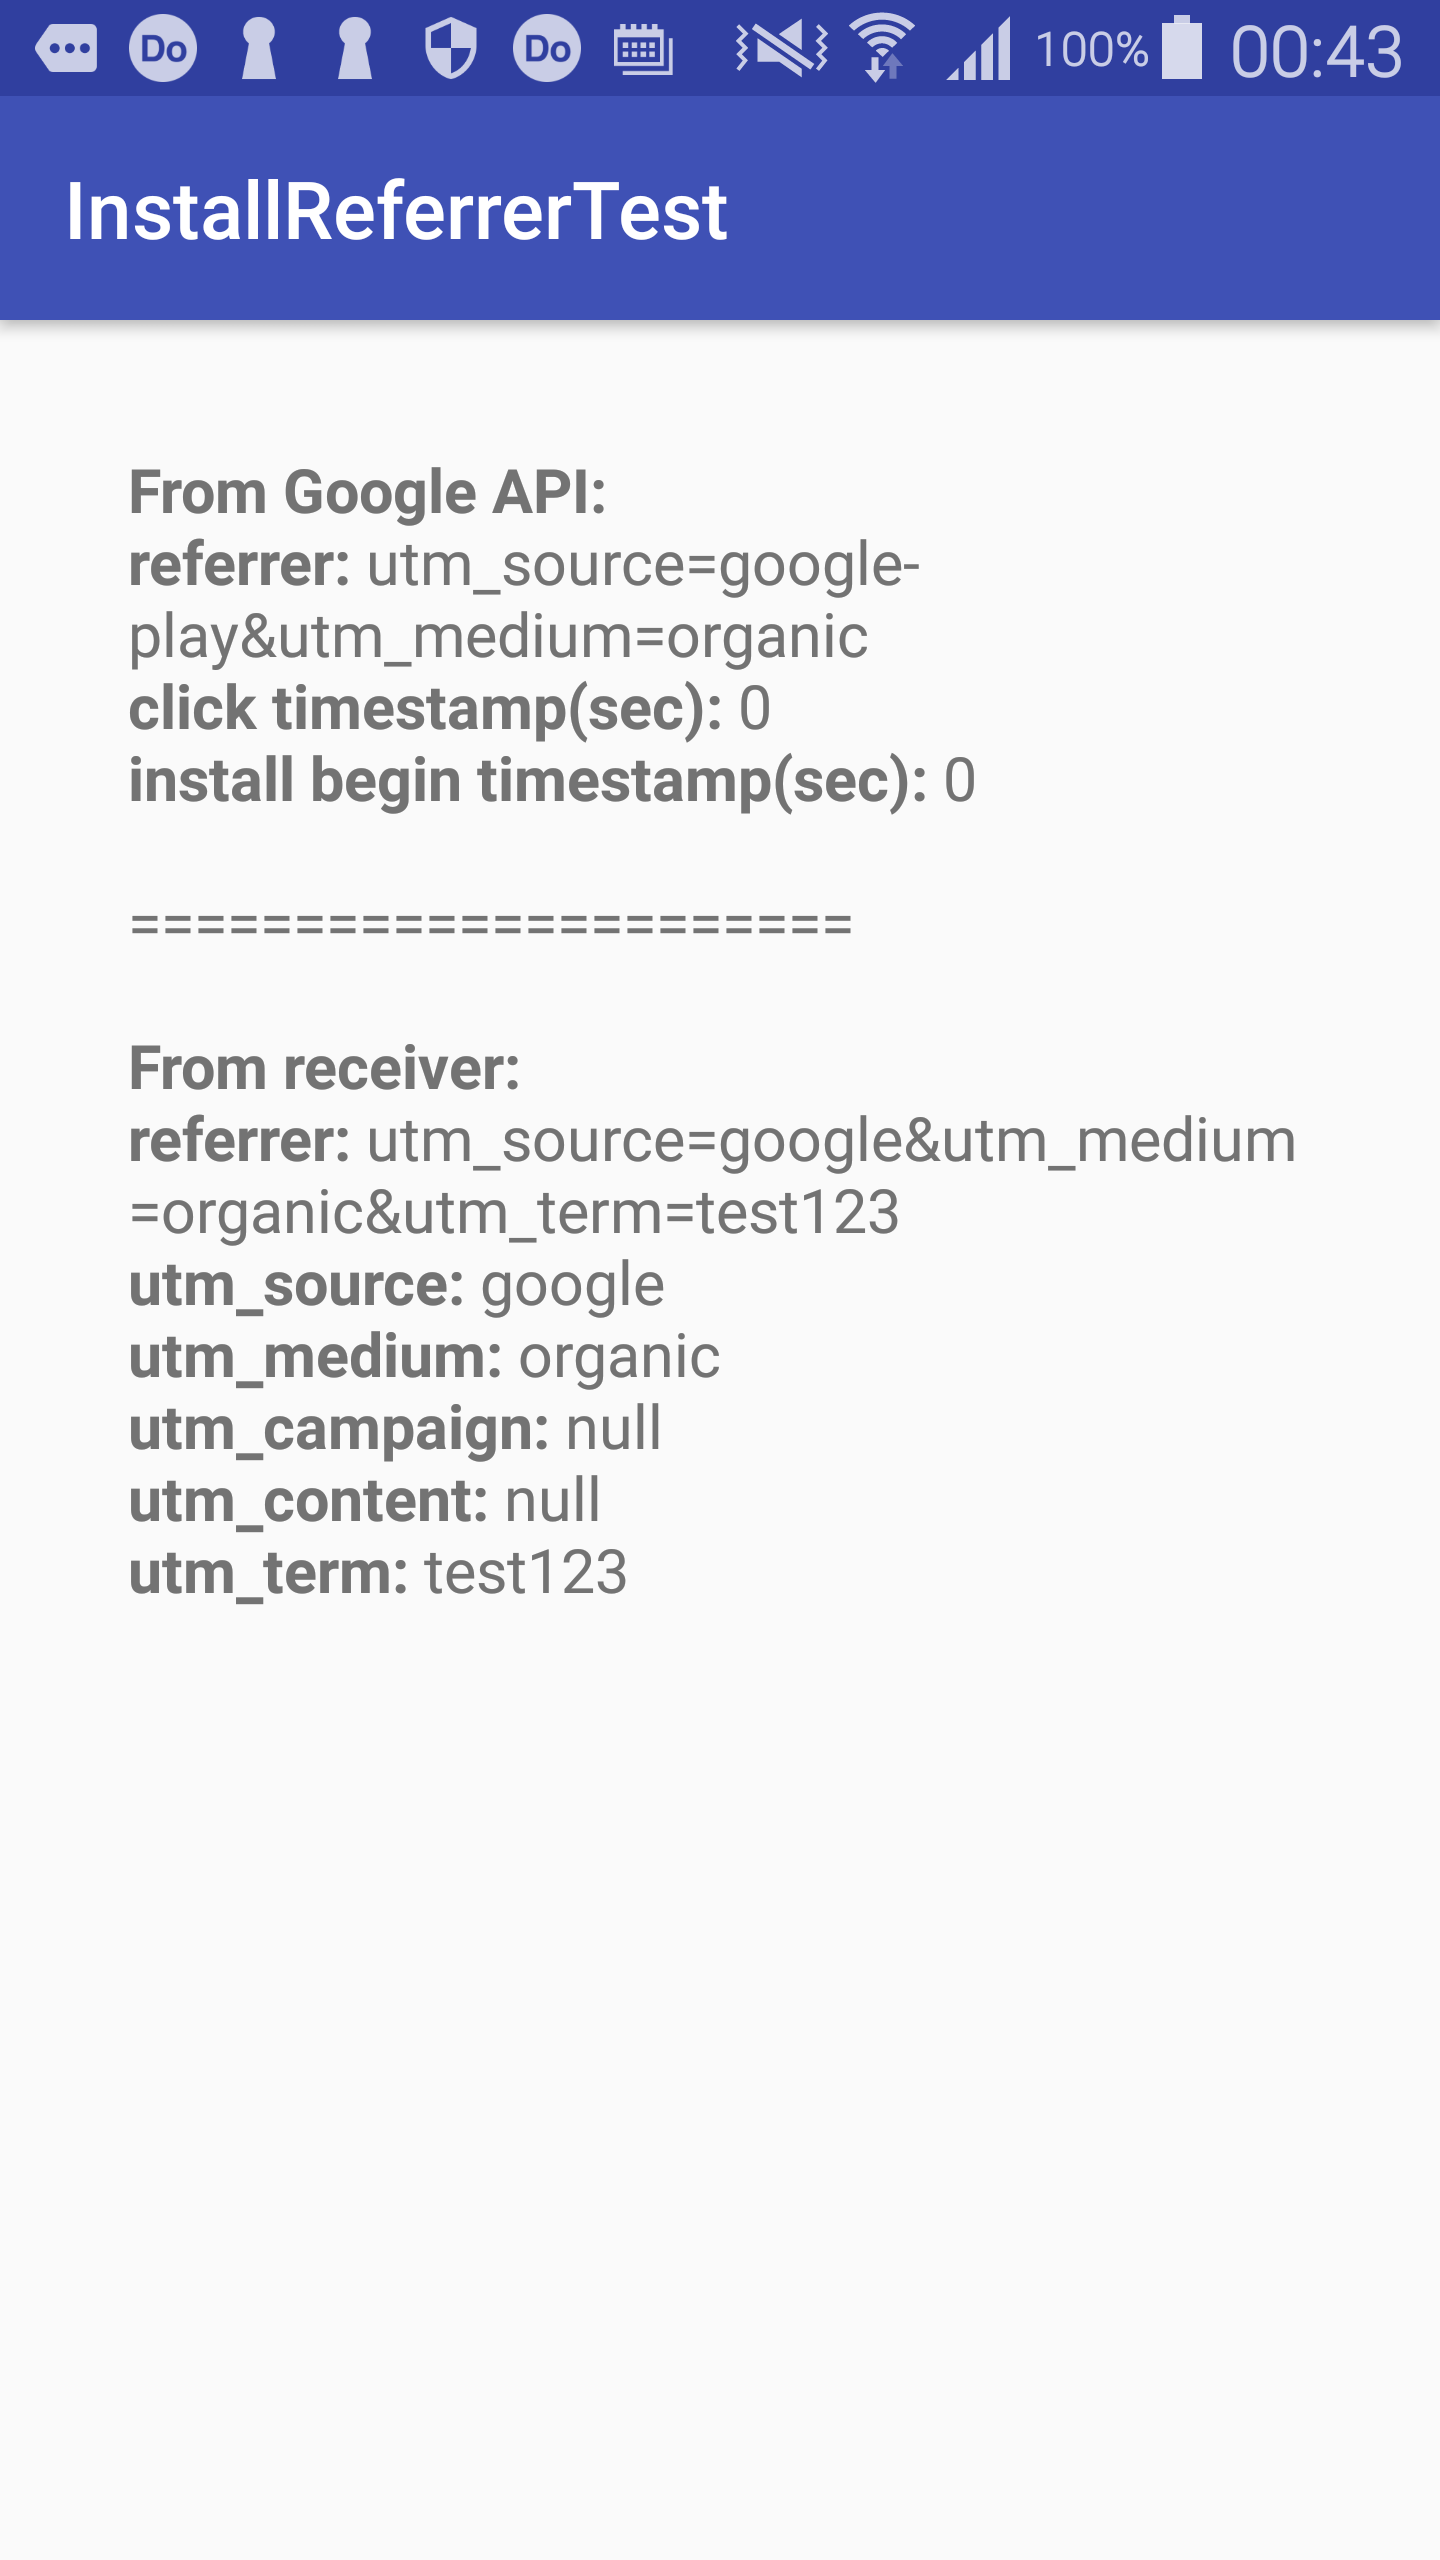 Do Do 100% 00:43
InstallReferrerTest
From Google API:
referrer: utm_source=google-
play&utm_medium=organic
click timestamp(sec): 0
install begin timestamp(sec): 0
======================
From receiver:
referrer: utm_source=google&utm_medium
=organic&utm_term=test123
utm_source: google
utm_medium: organic
utm_campaign: null
utm_content: null
utm_term: test123